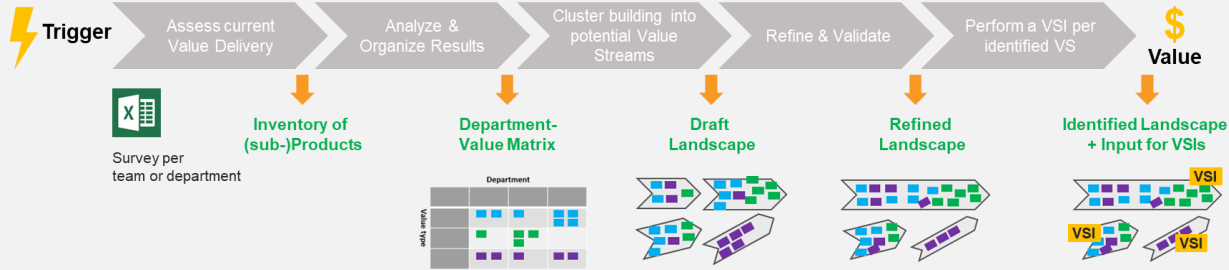 Trigger
Assess current
Value Delivery
Analyze &
Organize Results
Cluster building into
potential Value
Streams
Refine & Validate
Perform a VSI per
identified VS
$
Value
X
Survey per
team or department
Inventory of
(sub-)Products
Department-
Value Matrix
Draft
Landscape
Refined
Landscape
Identified Landscape
+ Input for VSIs
Department
Value type
VSI
VSI
VSI